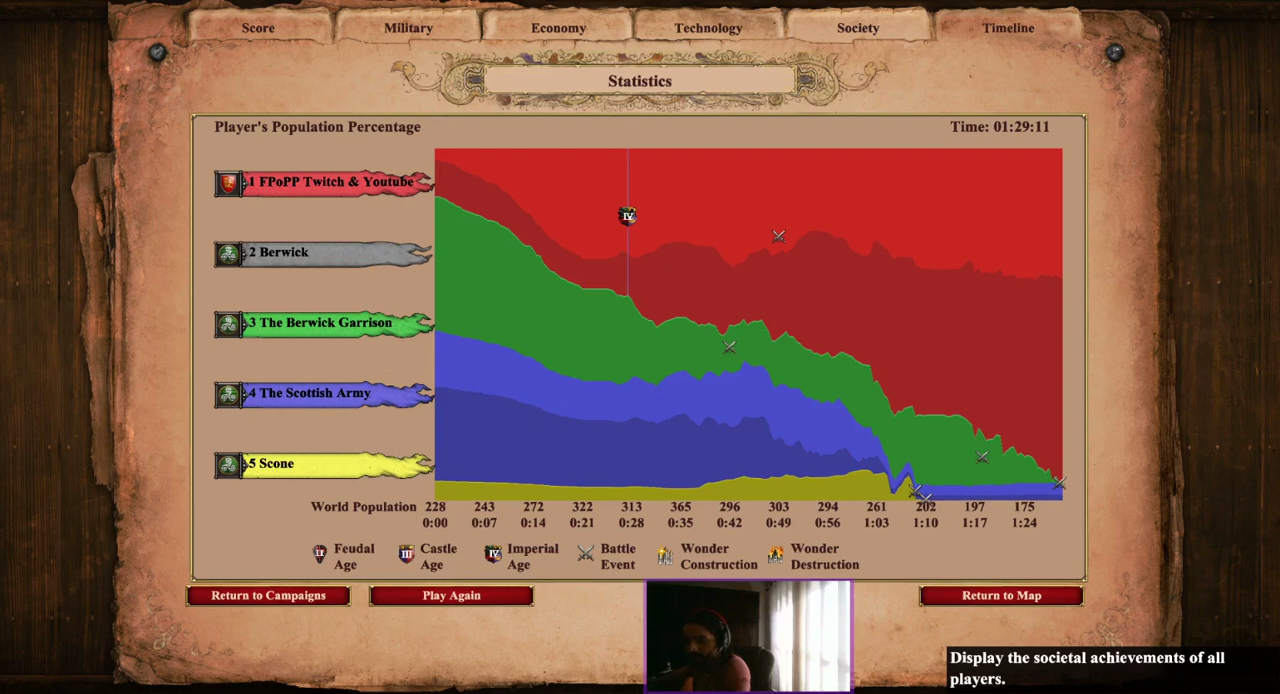 Score Military Economy Technology Society Timeline
Statistics
Player's Population Percentage Time: 01:29:11
1 FPoPP Twitch & Youtube
IV
2 Berwick
3 The Berwick Garrison
4 The Scottish Army
5 Scone
World Population 228 243 272 322 313 365 296 303 294 261 202 197 175
0:00 0:07 0:14 0:21 0:28 0:35 0:42 0:49 0:56 1:03 1:10 1:17 1:24
II Feudal Age
III Castle Age
IV Imperial Age
Battle Event
Wonder Construction
Wonder Destruction
Return to Campaigns Play Again Return to Map
Display the societal achievements of all
players.